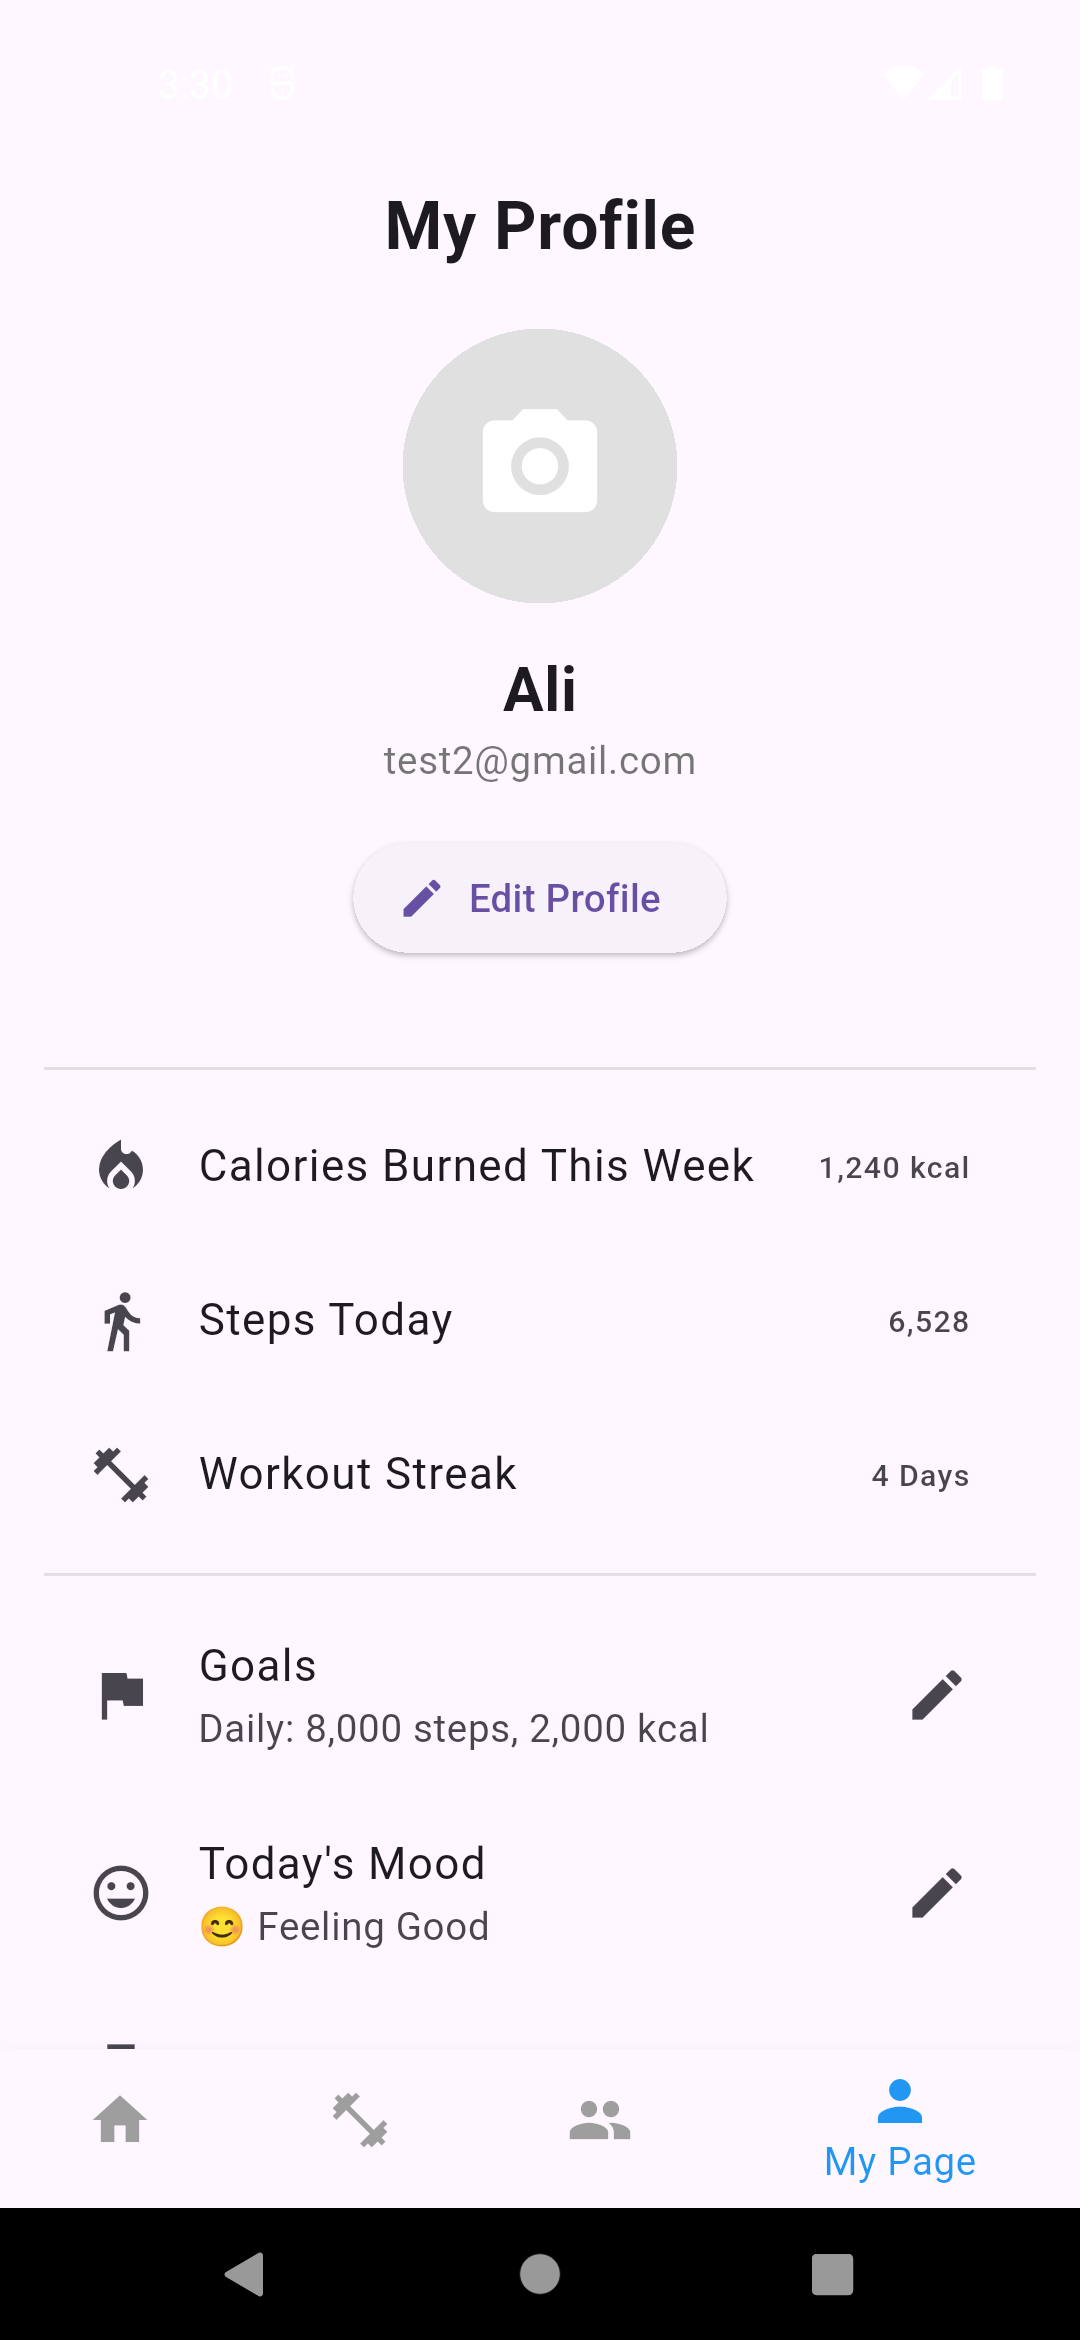 3:30
My Profile
Ali
test2@gmail.com
Edit Profile
Calories Burned This Week 1,240 kcal
Steps Today 6,528
Workout Streak 4 Days
Goals
Daily: 8,000 steps, 2,000 kcal
Today's Mood
😊 Feeling Good
My Page